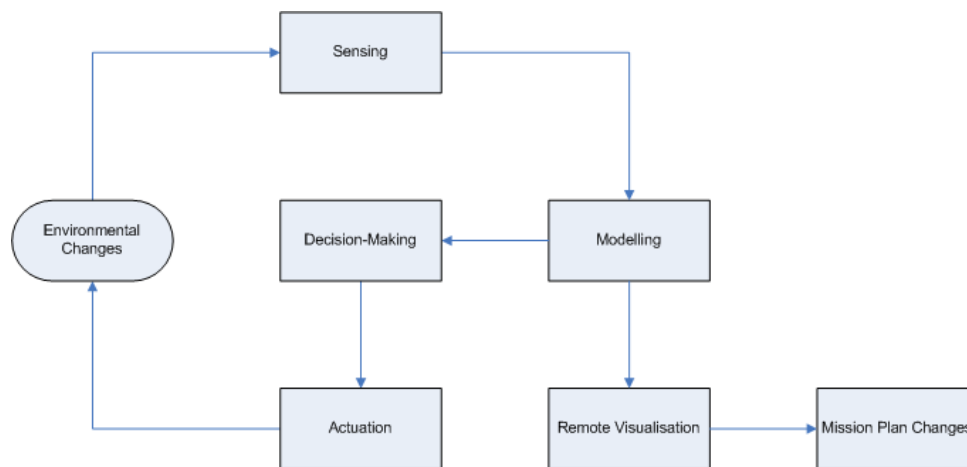 Sensing
Environmental
Changes
Decision-Making
Modelling
Actuation
Remote Visualisation
Mission Plan Changes